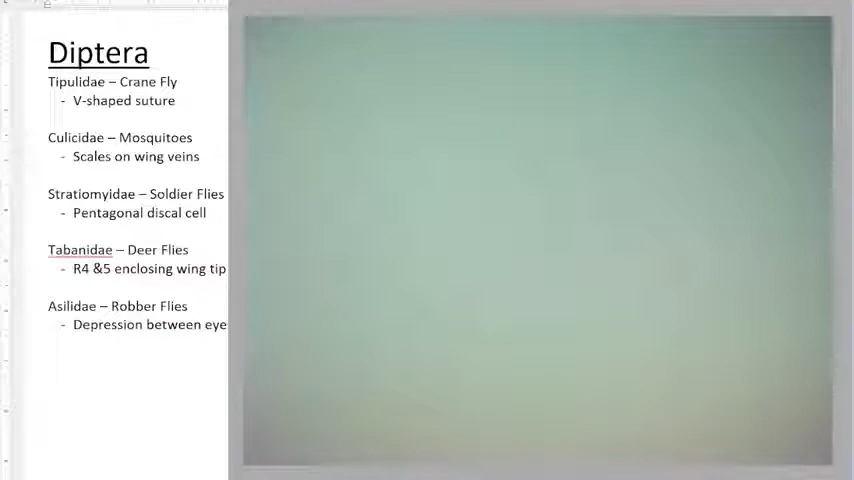 Diptera
Tipulidae – Crane Fly
- V-shaped suture
Culicidae – Mosquitoes
- Scales on wing veins
Stratiomyidae – Soldier Flies
- Pentagonal discal cell
Tabanidae – Deer Flies
- R4 &5 enclosing wing tip
Asilidae – Robber Flies
- Depression between eye